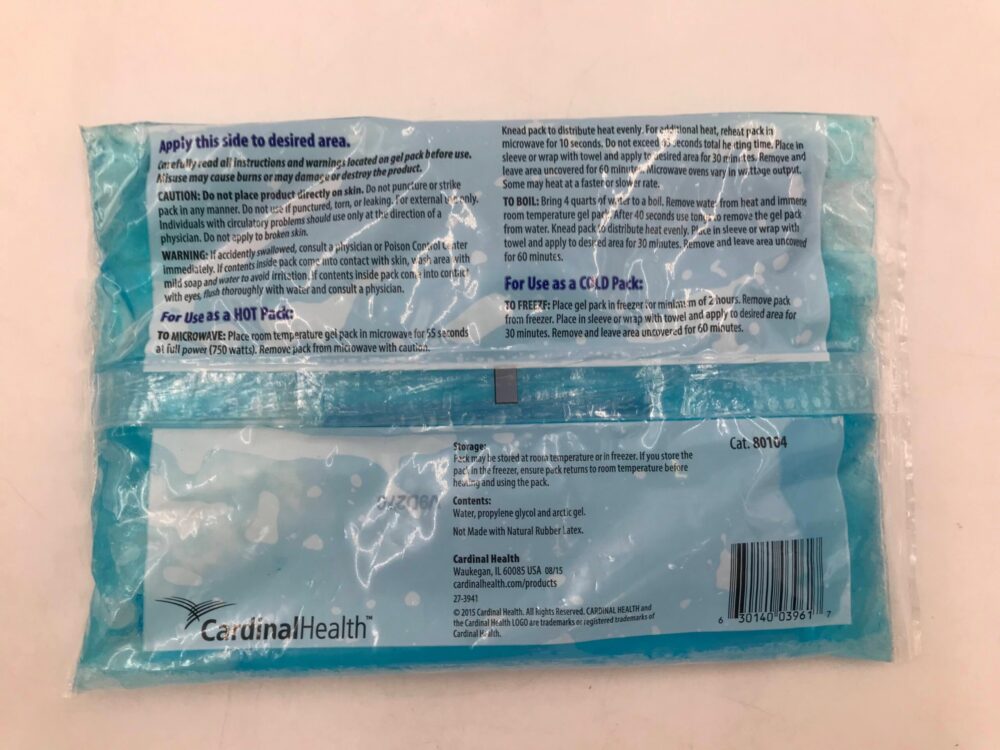 Apply this side to desired area.
Carefully read all instructions and warnings located on gel pack before use.
Misuse may cause burns or may damage or destroy the product.
CAUTION: Do not place product directly on skin. Do not puncture or strike
pack in any manner. Do not use if punctured, torn, or leaking. For external use only.
Individuals with circulatory problems should use only at the direction of a
physician. Do not apply to broken skin.
WARNING: If accidently swallowed, consult a physician or Poison Control Center
immediately. If contents inside pack come into contact with skin, wash area with
mild soap and water to avoid irritation. If contents inside pack come into contact
with eyes, flush thoroughly with water and consult a physician.
For Use as a HOT Pack:
TO MICROWAVE: Place room temperature gel pack in microwave for 55 seconds
at full power (750 watts). Remove pack from microwave with caution.
Knead pack to distribute heat evenly. For additional heat, reheat pack in
microwave for 10 seconds. Do not exceed seconds total heating time. Place in
sleeve or wrap with towel and apply to desired area for 30 minutes. Remove and
leave area uncovered for 60 minutes. Microwave ovens vary in wattage output.
Some may heat at a faster or slower rate.
TO BOIL: Bring 4 quarts of water to a boil. Remove water from heat and immerse
room temperature gel pack. After 40 seconds use tongs to remove the gel pack
from water. Knead pack to distribute heat evenly. Place in sleeve or wrap with
towel and apply to desired area for 30 minutes. Remove and leave area uncovered
for 60 minutes.
For Use as a COLD Pack:
TO FREEZE: Place gel pack in freezer for minimum of 2 hours. Remove pack
from freezer. Place in sleeve or wrap with towel and apply to desired area for
30 minutes. Remove and leave area uncovered for 60 minutes.
Storage:
Pack may be stored at room temperature or in freezer. If you store the
pack in the freezer, ensure pack returns to room temperature before
heating and using the pack.
Contents:
Water, propylene glycol and arctic gel.
Not Made with Natural Rubber Latex.
Cardinal Health
Waukegan, IL 60085 USA 08/15
cardinalhealth.com/products
27-3941
© 2015 Cardinal Health. All Rights Reserved. CARDINAL HEALTH and
the Cardinal Health LOGO are trademarks or registered trademarks of
Cardinal Health.
Cat. 80104
CardinalHealth™
6 30140 03961 7